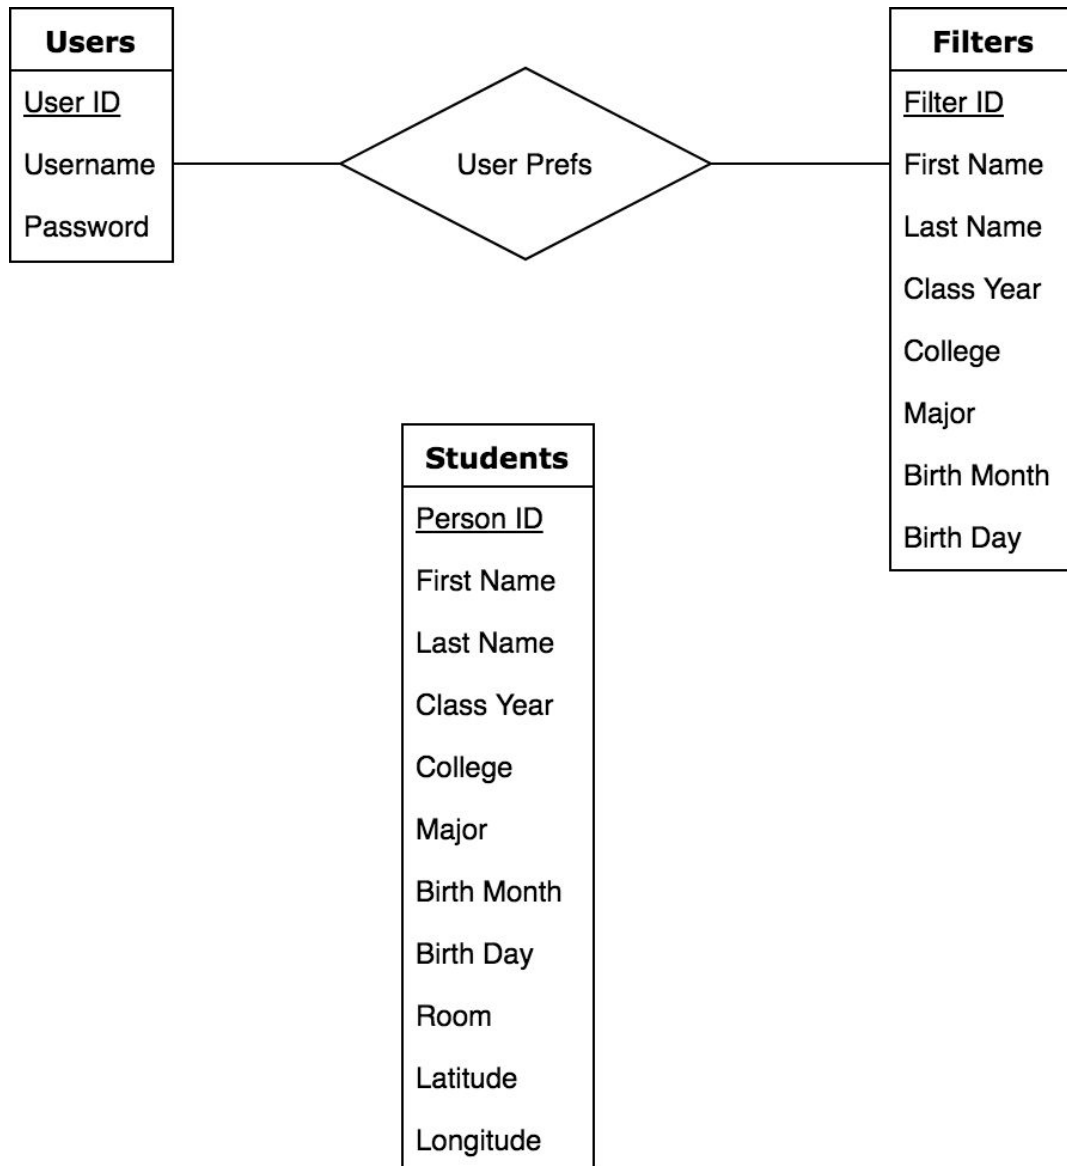 Users
User ID
Username
Password
User Prefs
Filters
Filter ID
First Name
Last Name
Class Year
College
Major
Birth Month
Birth Day
Students
Person ID
First Name
Last Name
Class Year
College
Major
Birth Month
Birth Day
Room
Latitude
Longitude